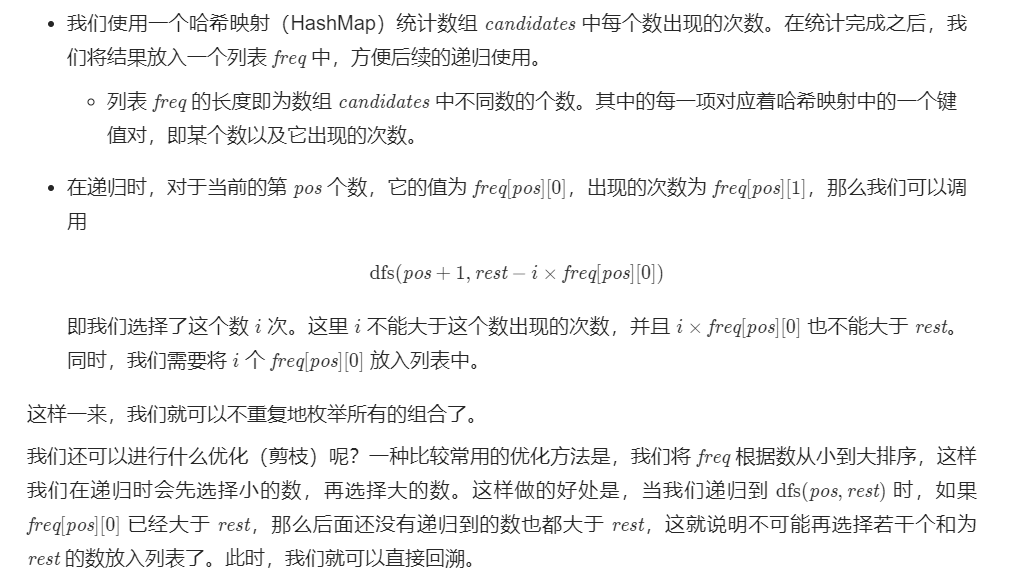 • 我们使用一个哈希映射（HashMap）统计数组 candidates 中每个数出现的次数。在统计完成之后，我
们将结果放入一个列表 freq 中，方便后续的递归使用。
○ 列表 freq 的长度即为数组 candidates 中不同数的个数。其中的每一项对应着哈希映射中的一个键
值对，即某个数以及它出现的次数。
• 在递归时，对于当前的第 pos 个数，它的值为 freq[pos][0]，出现的次数为 freq[pos][1]，那么我们可以调
用
dfs(pos + 1, rest − i × freq[pos][0])
即我们选择了这个数 i 次。这里 i 不能大于这个数出现的次数，并且 i × freq[pos][0] 也不能大于 rest。
同时，我们需要将 i 个 freq[pos][0] 放入列表中。
这样一来，我们就可以不重复地枚举所有的组合了。
我们还可以进行什么优化（剪枝）呢？一种比较常用的优化方法是，我们将 freq 根据数从小到大排序，这样
我们在递归时会先选择小的数，再选择大的数。这样做的好处是，当我们递归到 dfs(pos, rest) 时，如果
freq[pos][0] 已经大于 rest，那么后面还没有递归到的数也都大于 rest，这就说明不可能再选择若干个和为
rest 的数放入列表了。此时，我们就可以直接回溯。